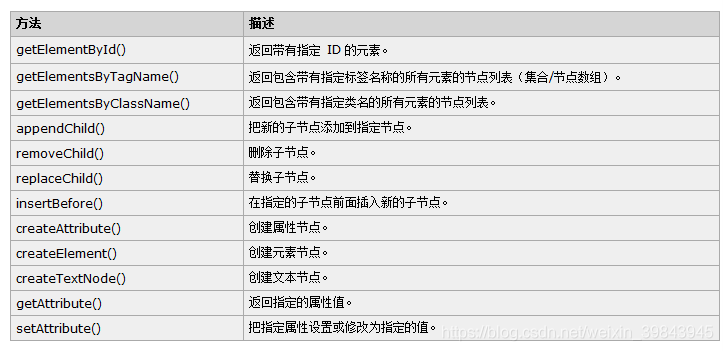 方法 描述
getElementById() 返回带有指定 ID 的元素。
getElementsByTagName() 返回包含带有指定标签名称的所有元素的节点列表（集合/节点数组）。
getElementsByClassName() 返回包含带有指定类名的所有元素的节点列表。
appendChild() 把新的子节点添加到指定节点。
removeChild() 删除子节点。
replaceChild() 替换子节点。
insertBefore() 在指定的子节点前面插入新的子节点。
createAttribute() 创建属性节点。
createElement() 创建元素节点。
createTextNode() 创建文本节点。
getAttribute() 返回指定的属性值。
setAttribute() 把指定属性设置或修改为指定的值。
https://blog.csdn.net/weixin_39843945